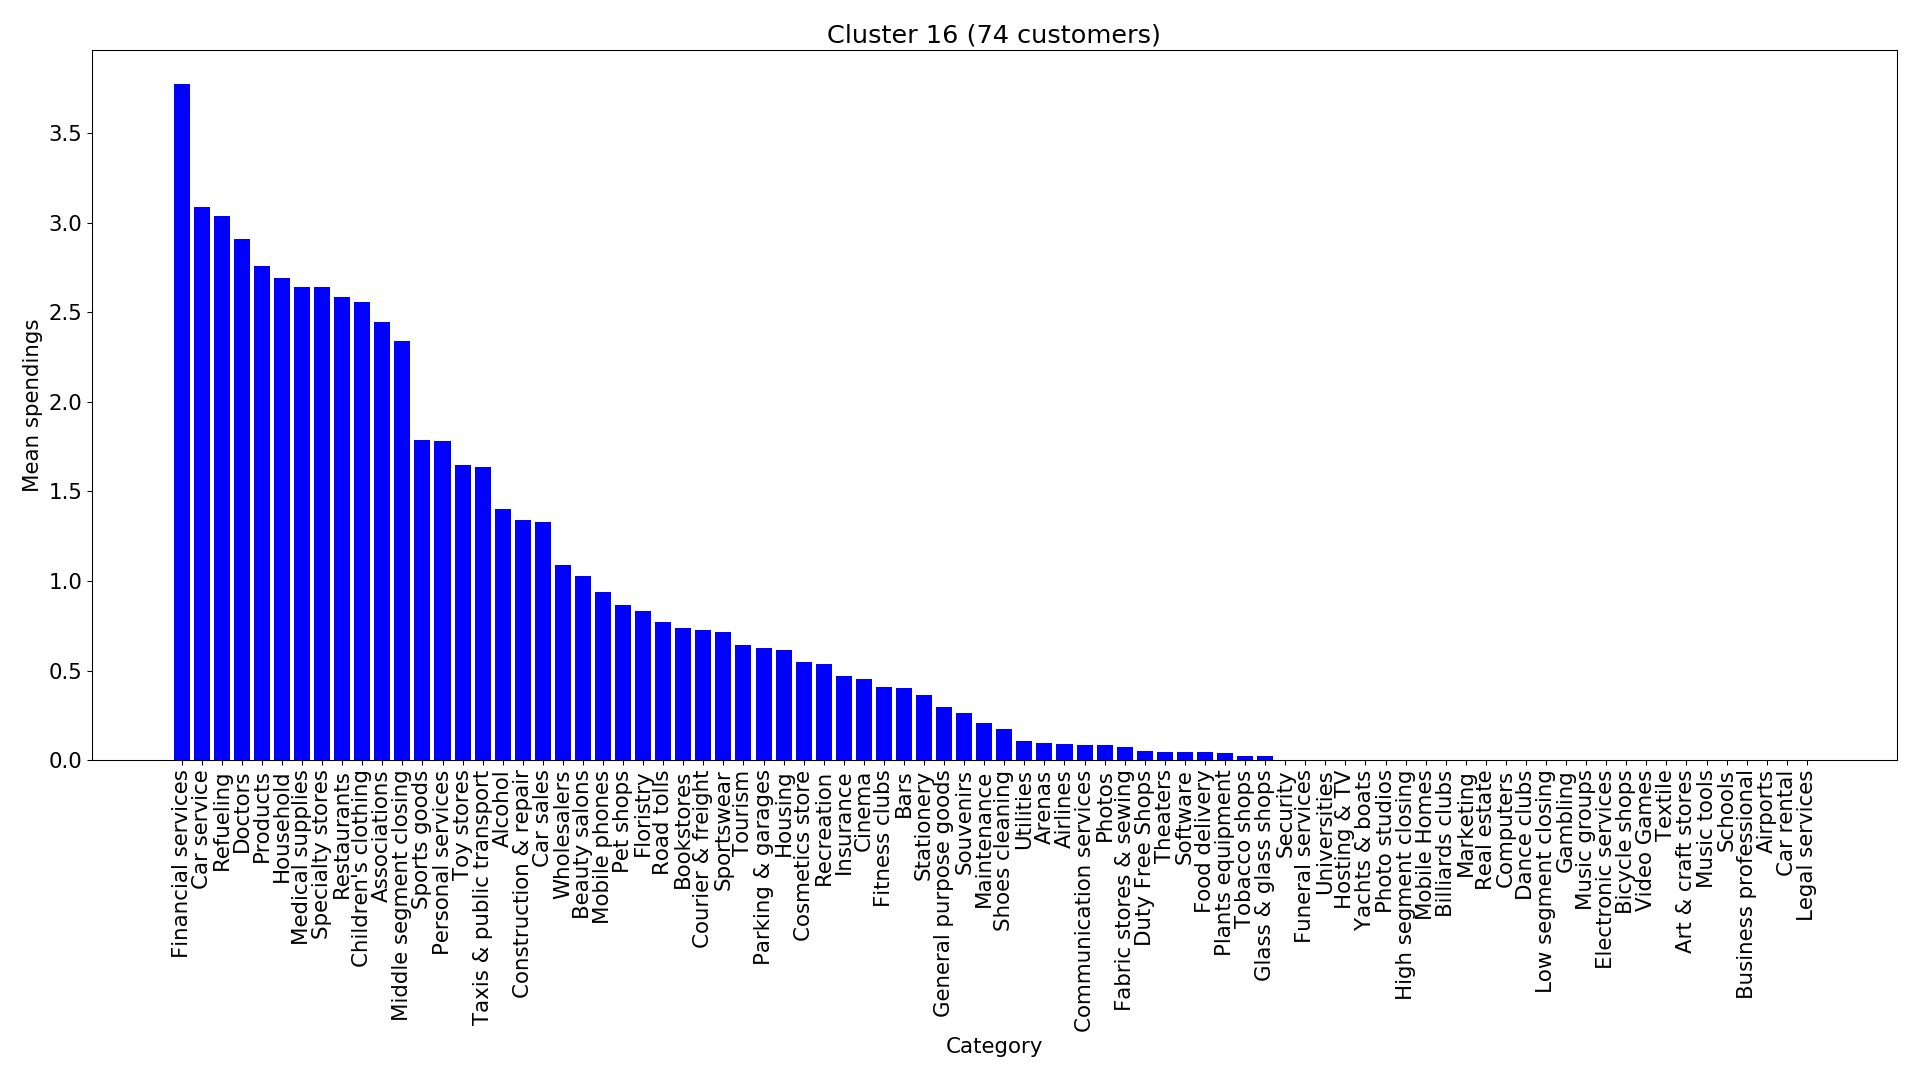 Cluster 16 (74 customers)
Mean spendings
3.5
3.0
2.5
2.0
1.5
1.0
0.5
0.0
Financial services
Car service
Refueling
Doctors
Products
Household
Medical supplies
Specialty stores
Restaurants
Children's clothing
Associations
Middle segment closing
Sports goods
Personal services
Toy stores
Taxis & public transport
Alcohol
Construction & repair
Car sales
Wholesalers
Beauty salons
Mobile phones
Pet shops
Floristry
Road tolls
Bookstores
Courier & freight
Sportswear
Tourism
Parking & garages
Housing
Cosmetics store
Recreation
Insurance
Cinema
Fitness clubs
Bars
Stationery
General purpose goods
Souvenirs
Maintenance
Shoes cleaning
Utilities
Arenas
Airlines
Communication services
Photos
Fabric stores & sewing
Duty Free Shops
Theaters
Software
Food delivery
Plants equipment
Tobacco shops
Glass & glass shops
Security
Funeral services
Universities
Hosting & TV
Yachts & boats
Photo studios
High segment closing
Mobile Homes
Billiards clubs
Marketing
Real estate
Computers
Dance clubs
Low segment closing
Gambling
Music groups
Electronic services
Bicycle shops
Video Games
Textile
Art & craft stores
Music tools
Schools
Business professional
Airports
Car rental
Legal services
Category